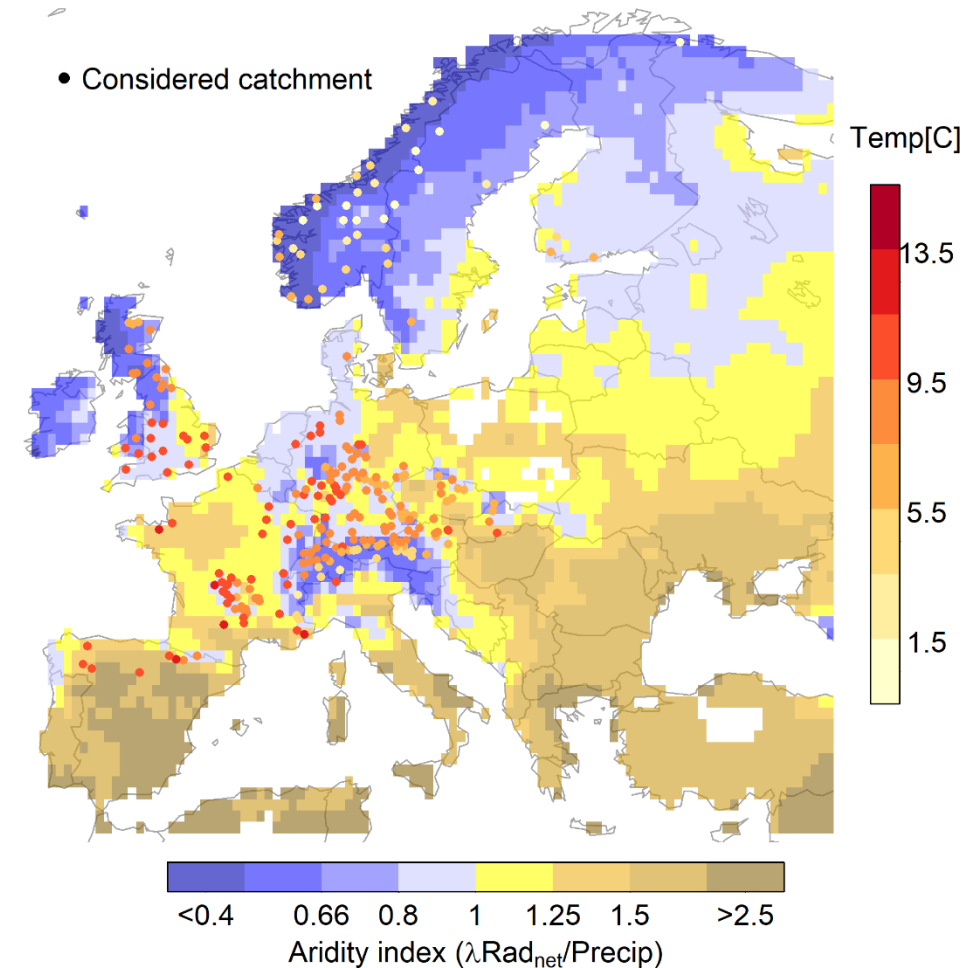 Considered catchment
Temp[C]
13.5
9.5
5.5
1.5
<0.4 0.66 0.8 1 1.25 1.5 >2.5
Aridity index (λRadnet/Precip)